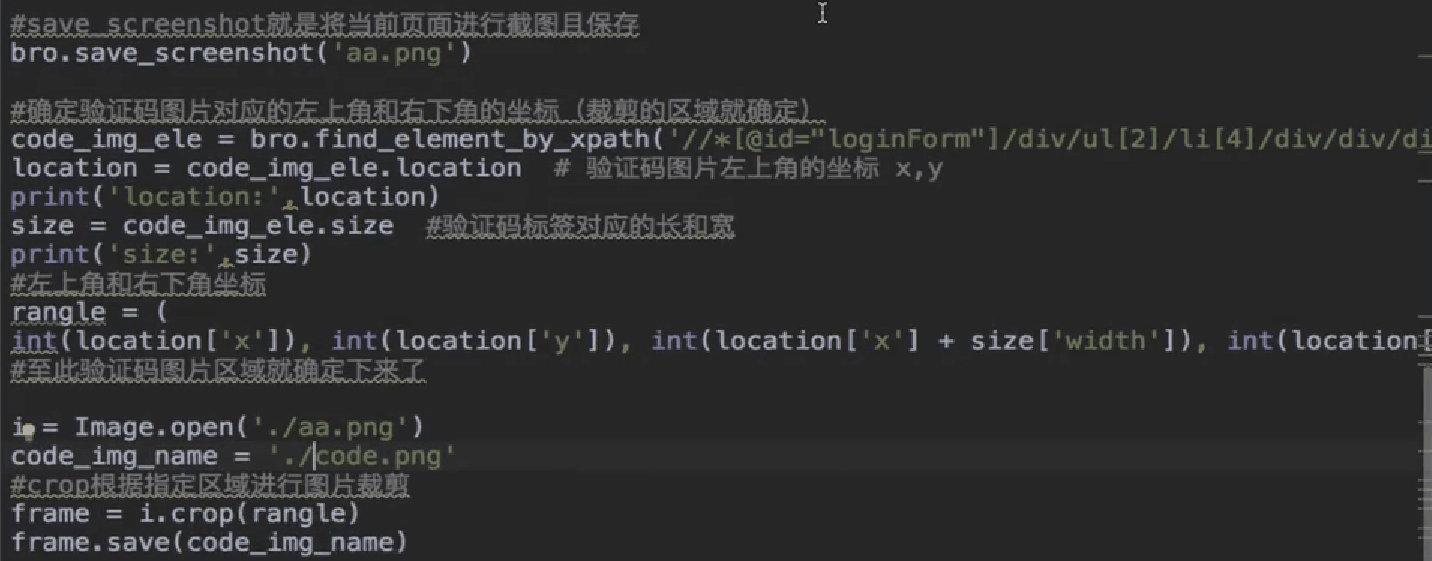 #save_screenshot就是将当前页面进行截图且保存
bro.save_screenshot('aa.png')
#确定验证码图片对应的左上角和右下角的坐标（裁剪的区域就确定）
code_img_ele = bro.find_element_by_xpath('//*[@id="loginForm"]/div/ul[2]/li[4]/div/div/di
location = code_img_ele.location  # 验证码图片左上角的坐标 x,y
print('location:',location)
size = code_img_ele.size  #验证码标签对应的长和宽
print('size:',size)
#左上角和右下角坐标
rangle = (
int(location['x']), int(location['y']), int(location['x'] + size['width']), int(location[
#至此验证码图片区域就确定下来了
i = Image.open('./aa.png')
code_img_name = './code.png'
#crop根据指定区域进行图片裁剪
frame = i.crop(rangle)
frame.save(code_img_name)